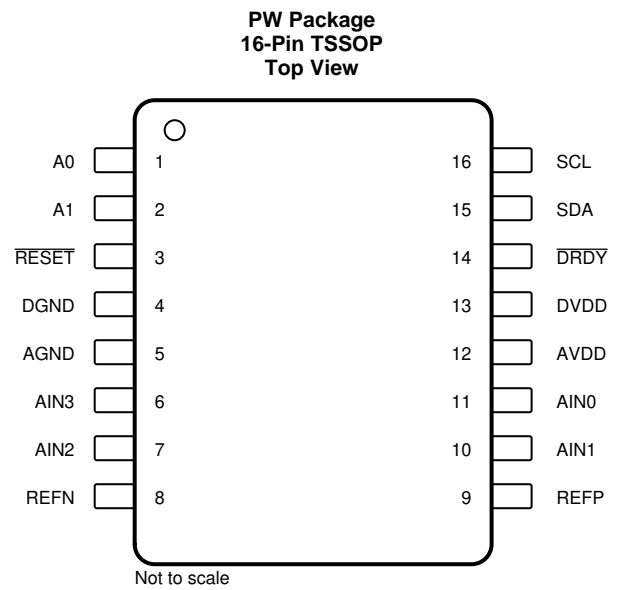 PW Package
16-Pin TSSOP
Top View
A0 1 16 SCL
A1 2 15 SDA
RESET 3 14 DRDY
DGND 4 13 DVDD
AGND 5 12 AVDD
AIN3 6 11 AIN0
AIN2 7 10 AIN1
REFN 8 9 REFP
Not to scale